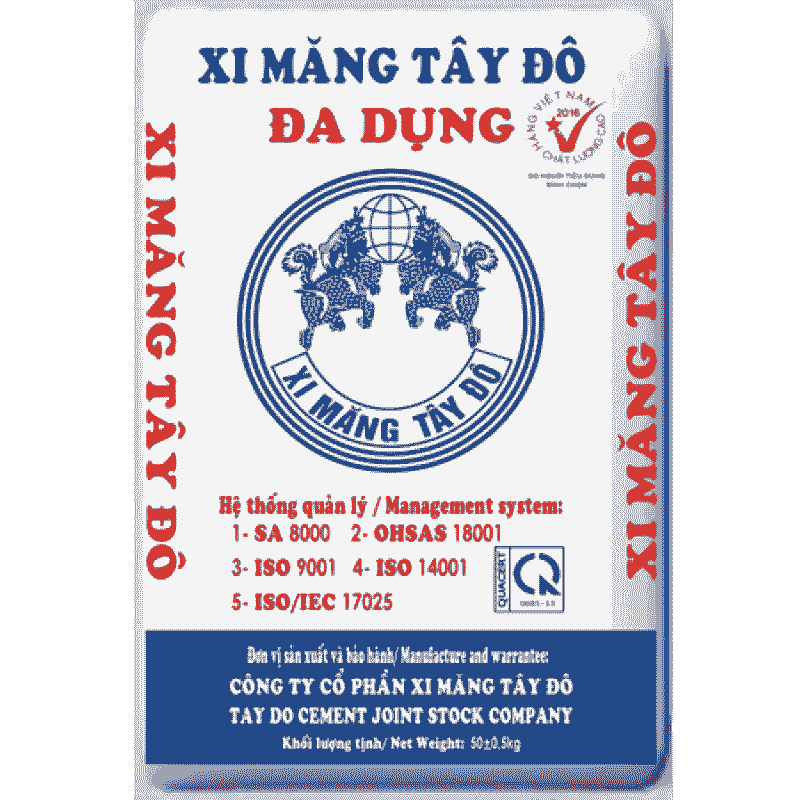 XI MĂNG TÂY ĐÔ
ĐA DỤNG
HÀNG VIỆT NAM
2016
CHẤT LƯỢNG CAO
XI MĂNG TÂY ĐÔ
XI MĂNG TÂY ĐÔ
XI MĂNG TÂY ĐÔ
Hệ thống quản lý / Management system:
1- SA 8000 2- OHSAS 18001
3- ISO 9001 4- ISO 14001
5- ISO/IEC 17025
QUACERT
Đơn vị sản xuất và bảo hành/ Manufacture and warrantee:
CÔNG TY CỔ PHẦN XI MĂNG TÂY ĐÔ
TAY DO CEMENT JOINT STOCK COMPANY
Khối lượng tịnh/ Net Weight: 50±0,5kg